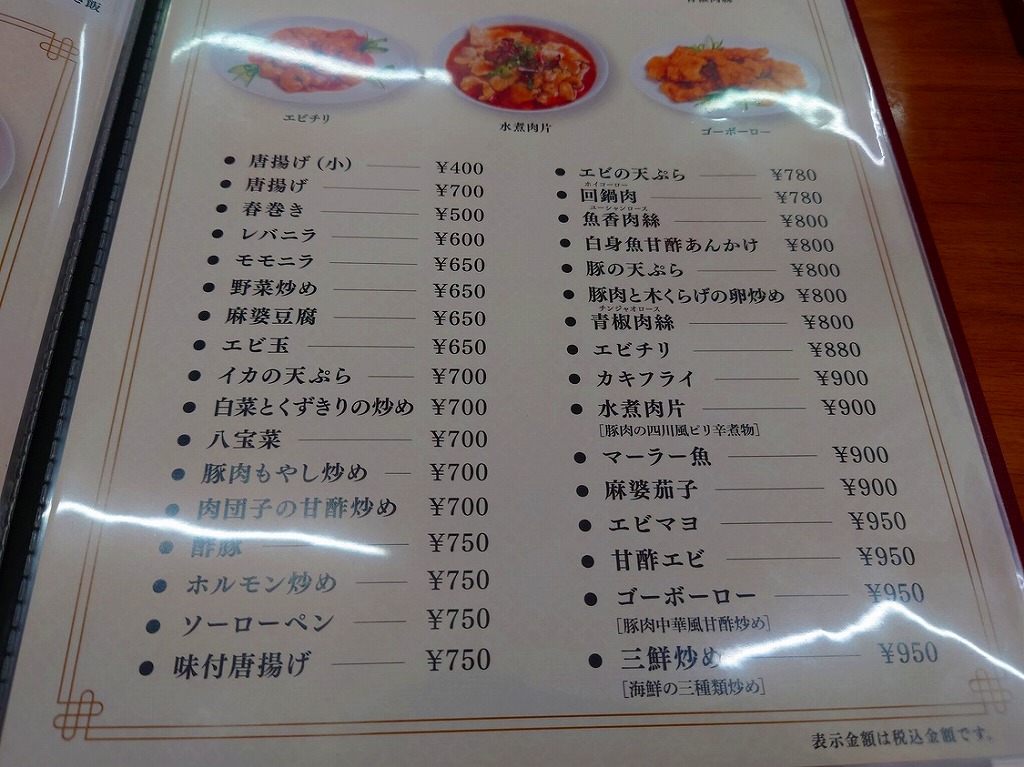 飯
エビチリ
水煮肉片
ゴーボーロー
● 唐揚げ(小) ¥400
● 唐揚げ ¥700
● 春巻き ¥500
● レバニラ ¥600
● モモニラ ¥650
● 野菜炒め ¥650
● 麻婆豆腐 ¥650
● エビ玉 ¥650
● イカの天ぷら ¥700
● 白菜とくずきりの炒め ¥700
● 八宝菜 ¥700
● 豚肉もやし炒め ¥700
● 肉団子の甘酢炒め ¥700
● 酢豚 ¥750
● ホルモン炒め ¥750
● ソーローペン ¥750
● 味付唐揚げ ¥750
● エビの天ぷら ¥780
ホイコーロー
● 回鍋肉 ¥780
ユーシャンロース
● 魚香肉絲 ¥800
● 白身魚甘酢あんかけ ¥800
● 豚の天ぷら ¥800
● 豚肉と木くらげの卵炒め ¥800
チンジャオロース
● 青椒肉絲 ¥800
● エビチリ ¥880
● カキフライ ¥900
● 水煮肉片 ¥900
[豚肉の四川風ピリ辛煮物]
● マーラー魚 ¥900
● 麻婆茄子 ¥900
● エビマヨ ¥950
● 甘酢エビ ¥950
● ゴーボーロー ¥950
[豚肉中華風甘酢炒め]
● 三鮮炒め ¥950
[海鮮の三種類炒め]
表示金額は税込金額です。